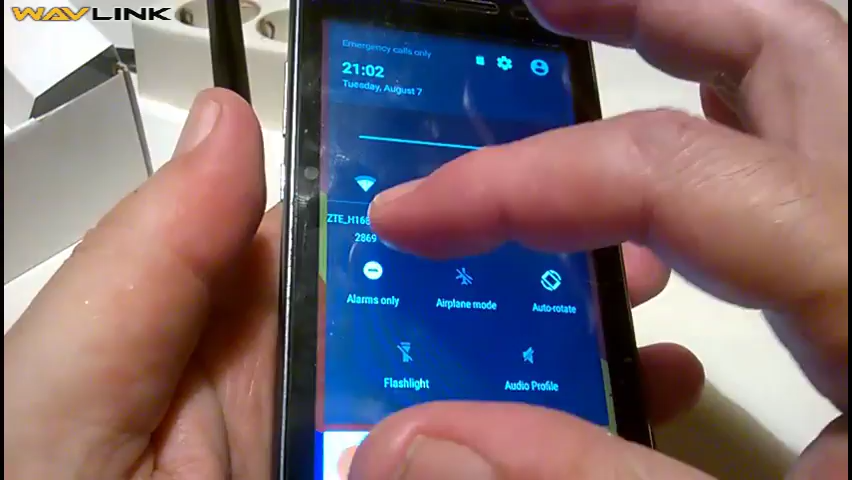 WAVLINK
Emergency calls only
21:02
Tuesday, August 7
ZTE_H168
2869
Alarms only
Airplane mode
Auto-rotate
Flashlight
Audio Profile